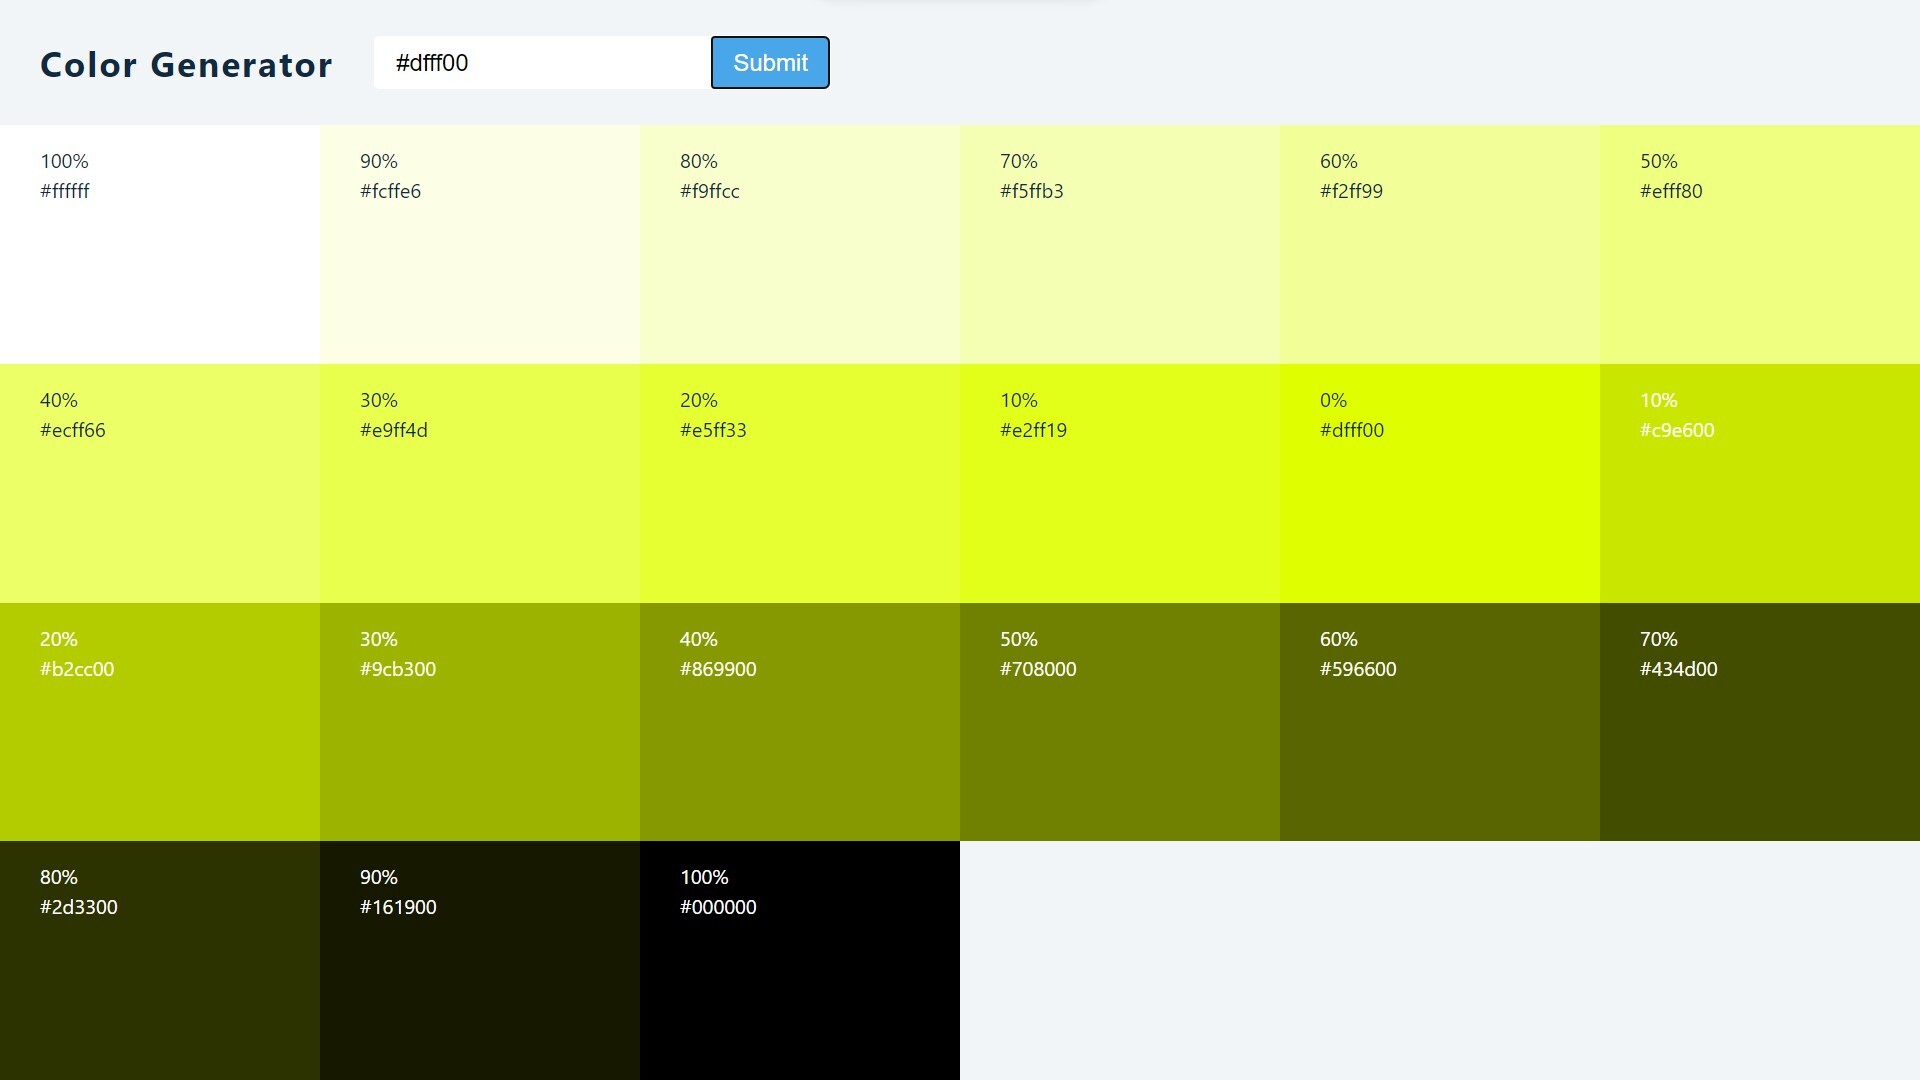 Color Generator
#dfff00
Submit
100%
#ffffff
90%
#fcffe6
80%
#f9ffcc
70%
#f5ffb3
60%
#f2ff99
50%
#efff80
40%
#ecff66
30%
#e9ff4d
20%
#e5ff33
10%
#e2ff19
0%
#dfff00
10%
#c9e600
20%
#b2cc00
30%
#9cb300
40%
#869900
50%
#708000
60%
#596600
70%
#434d00
80%
#2d3300
90%
#161900
100%
#000000